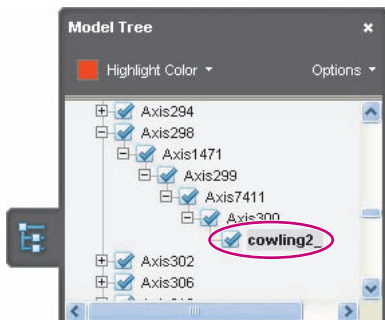 Model Tree
Highlight Color
Options
Axis294
Axis298
Axis1471
Axis299
Axis7411
Axis300
cowling2_
Axis302
Axis306